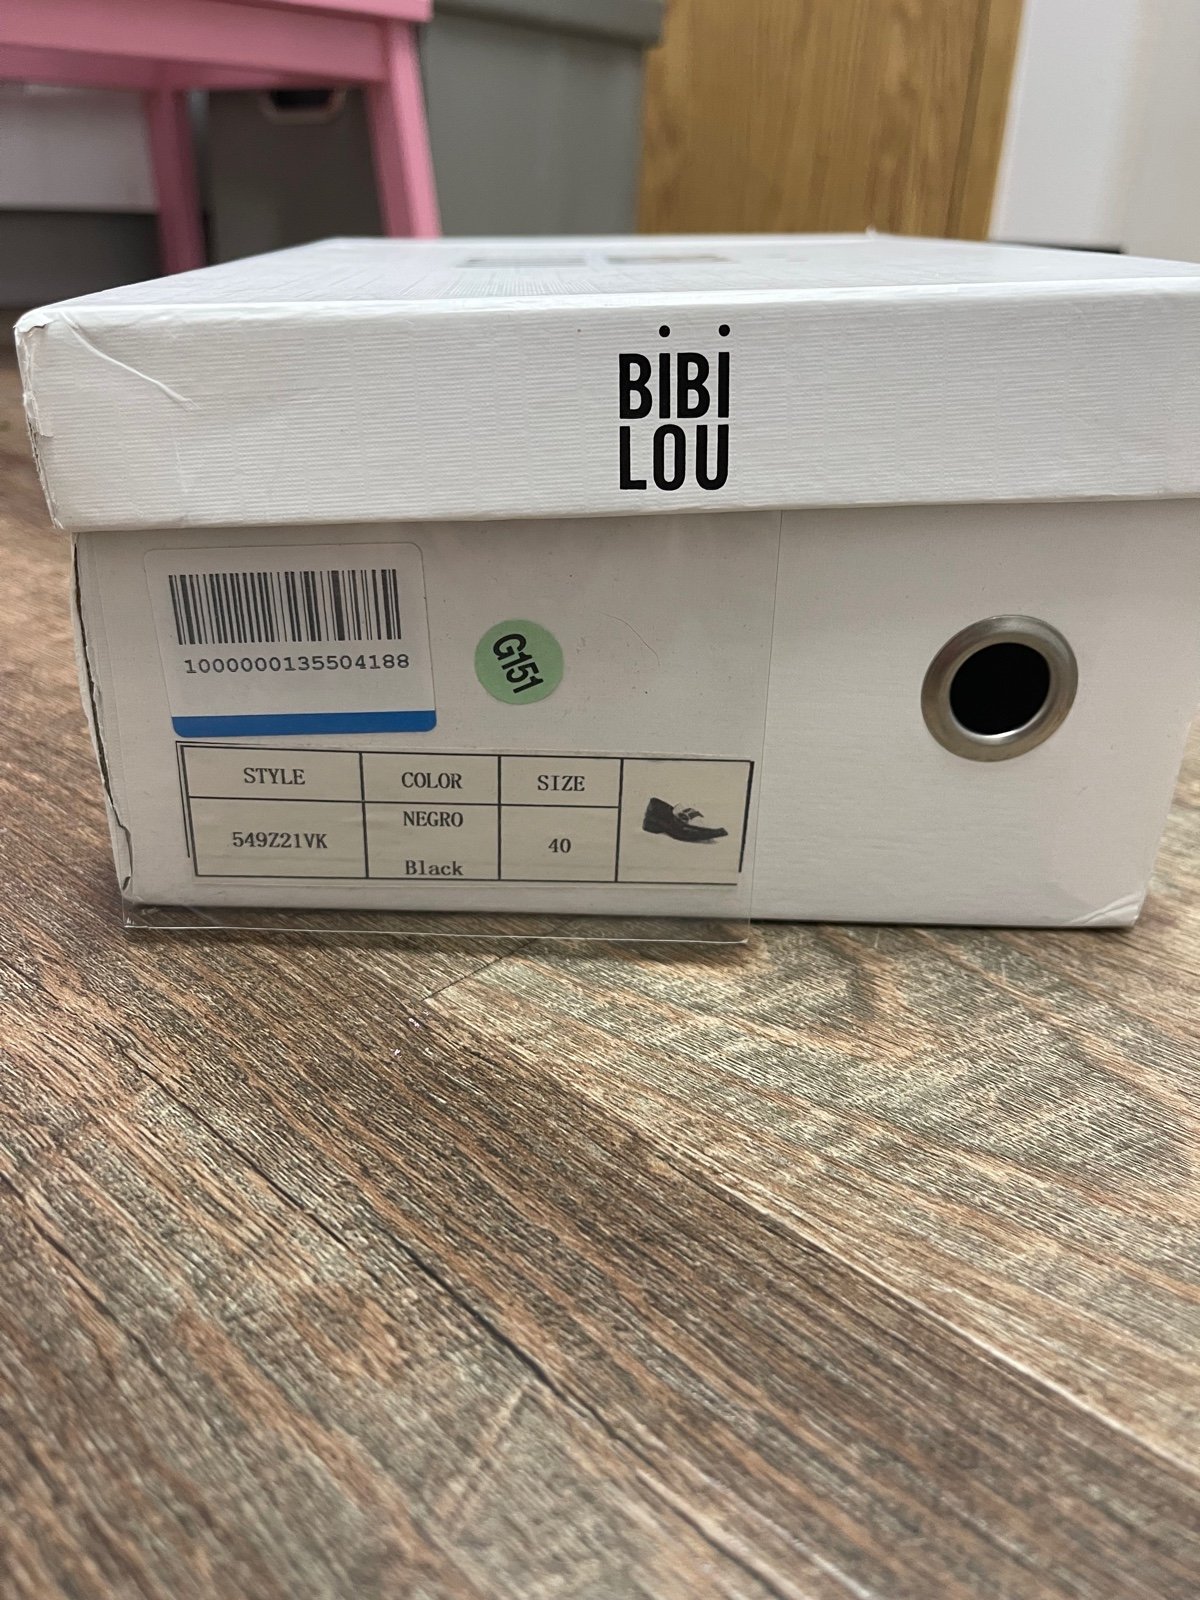 BiBi
LOU
1000000135504188
G151
STYLE COLOR SIZE
549Z21VK NEGRO Black 40